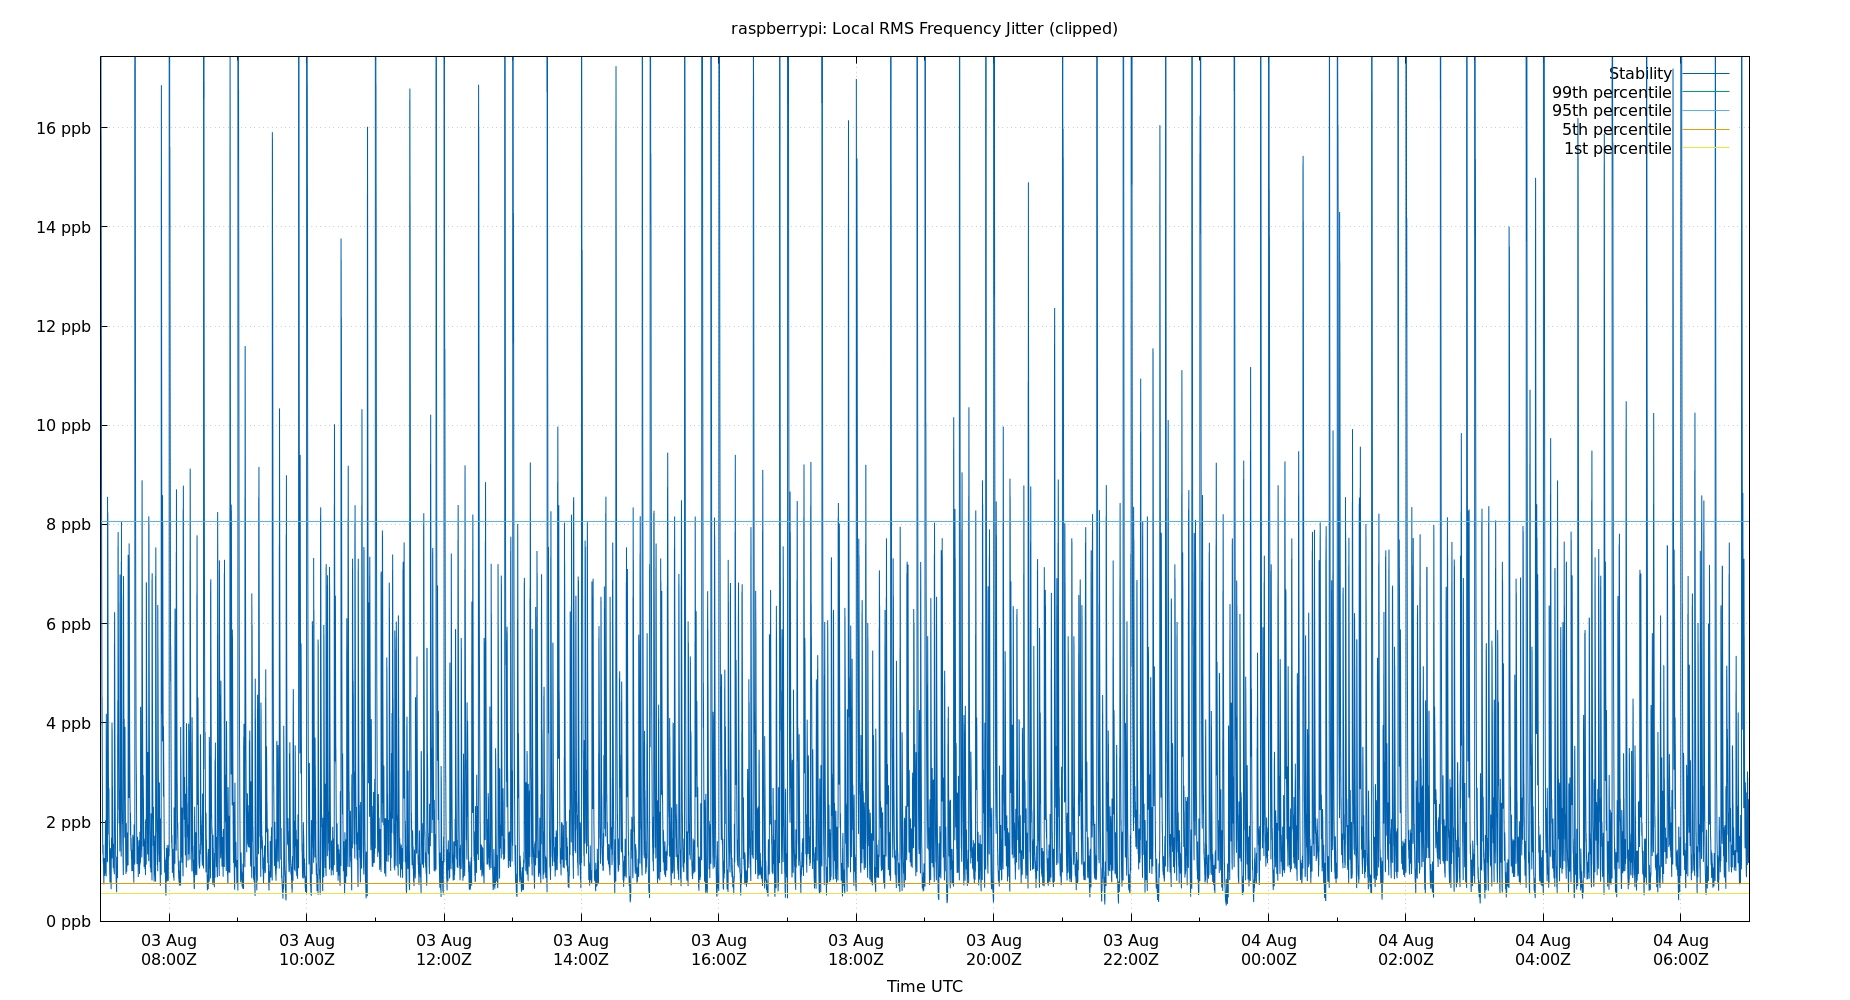 raspberrypi: Local RMS Frequency Jitter (clipped)
Stability
99th percentile
95th percentile
5th percentile
1st percentile
16 ppb
14 ppb
12 ppb
10 ppb
8 ppb
6 ppb
4 ppb
2 ppb
0 ppb
03 Aug 03 Aug 03 Aug 03 Aug 03 Aug 03 Aug 03 Aug 03 Aug 04 Aug 04 Aug 04 Aug 04 Aug
08:00Z 10:00Z 12:00Z 14:00Z 16:00Z 18:00Z 20:00Z 22:00Z 00:00Z 02:00Z 04:00Z 06:00Z
Time UTC